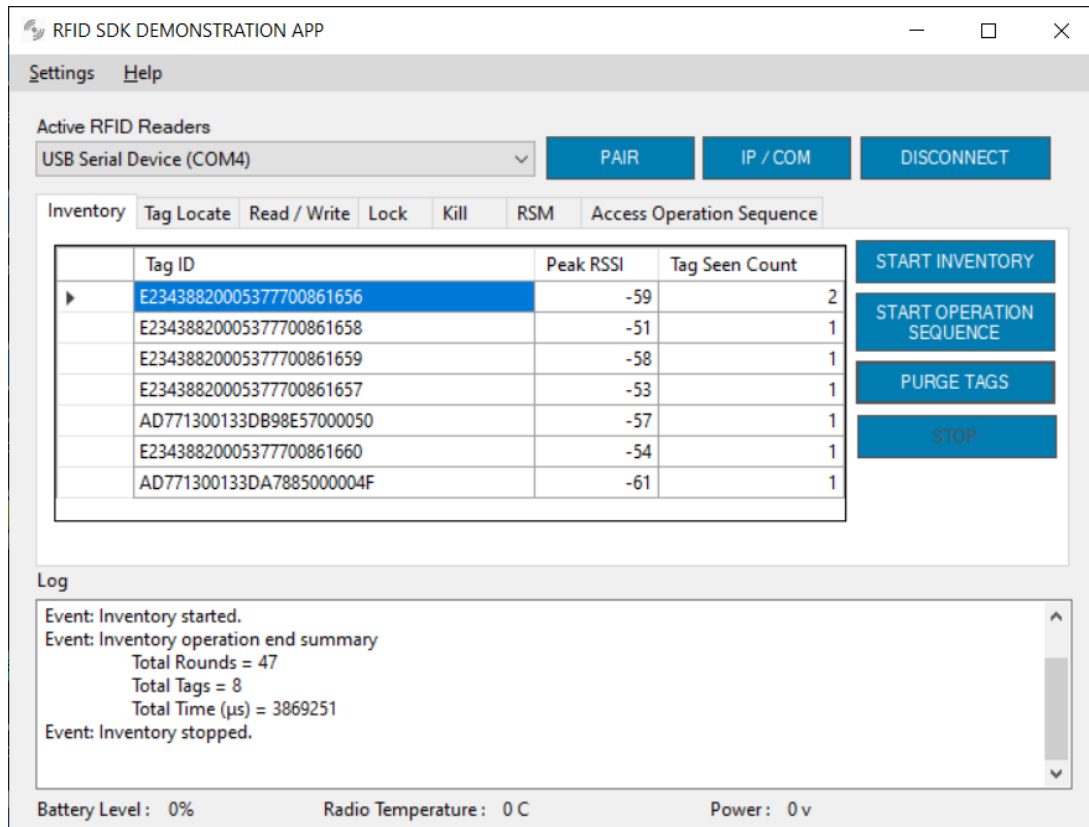 RFID SDK DEMONSTRATION APP
Settings Help
Active RFID Readers
USB Serial Device (COM4) PAIR IP / COM DISCONNECT
Inventory Tag Locate Read / Write Lock Kill RSM Access Operation Sequence
Tag ID Peak RSSI Tag Seen Count
E23438820005377700861656 -59 2
E23438820005377700861658 -51 1
E23438820005377700861659 -58 1
E23438820005377700861657 -53 1
AD771300133DB98E57000050 -57 1
E23438820005377700861660 -54 1
AD771300133DA7885000004F -61 1
START INVENTORY
START OPERATION
SEQUENCE
PURGE TAGS
STOP
Log
Event: Inventory started.
Event: Inventory operation end summary
Total Rounds = 47
Total Tags = 8
Total Time (µs) = 3869251
Event: Inventory stopped.
Battery Level : 0% Radio Temperature : 0 C Power : 0 v